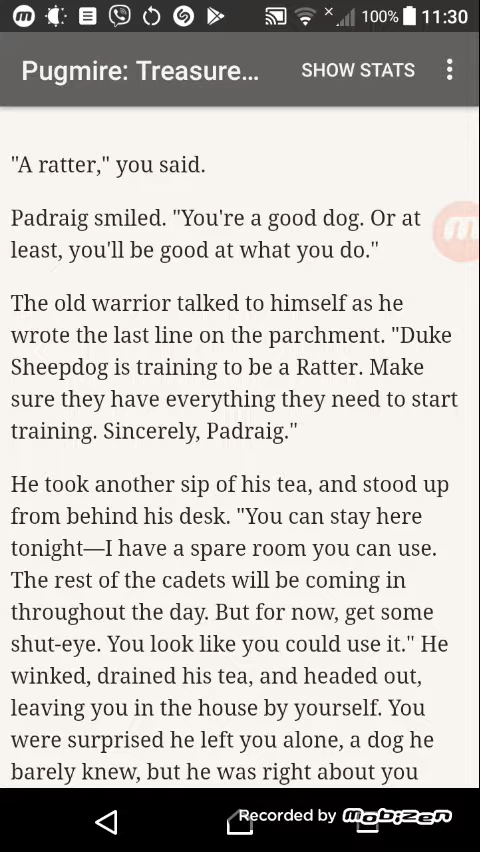 100% 11:30
Pugmire: Treasure... SHOW STATS
"A ratter," you said.
Padraig smiled. "You're a good dog. Or at
least, you'll be good at what you do."
The old warrior talked to himself as he
wrote the last line on the parchment. "Duke
Sheepdog is training to be a Ratter. Make
sure they have everything they need to start
training. Sincerely, Padraig."
He took another sip of his tea, and stood up
from behind his desk. "You can stay here
tonight—I have a spare room you can use.
The rest of the cadets will be coming in
throughout the day. But for now, get some
shut-eye. You look like you could use it." He
winked, drained his tea, and headed out,
leaving you in the house by yourself. You
were surprised he left you alone, a dog he
barely knew, but he was right about you
Recorded by Mobizen